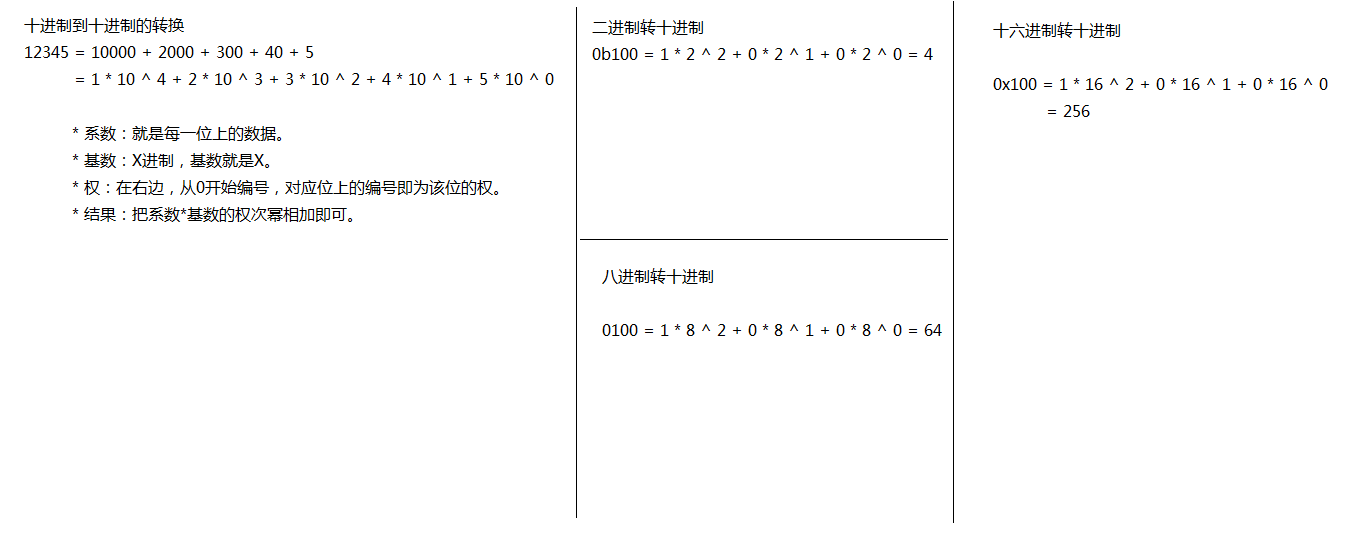 十进制到十进制的转换
12345 = 10000 + 2000 + 300 + 40 + 5
= 1 * 10 ^ 4 + 2 * 10 ^ 3 + 3 * 10 ^ 2 + 4 * 10 ^ 1 + 5 * 10 ^ 0
* 系数：就是每一位上的数据。
* 基数：X进制，基数就是X。
* 权：在右边，从0开始编号，对应位上的编号即为该位的权。
* 结果：把系数*基数的权次幂相加即可。
二进制转十进制
0b100 = 1 * 2 ^ 2 + 0 * 2 ^ 1 + 0 * 2 ^ 0 = 4
八进制转十进制
0100 = 1 * 8 ^ 2 + 0 * 8 ^ 1 + 0 * 8 ^ 0 = 64
十六进制转十进制
0x100 = 1 * 16 ^ 2 + 0 * 16 ^ 1 + 0 * 16 ^ 0
= 256